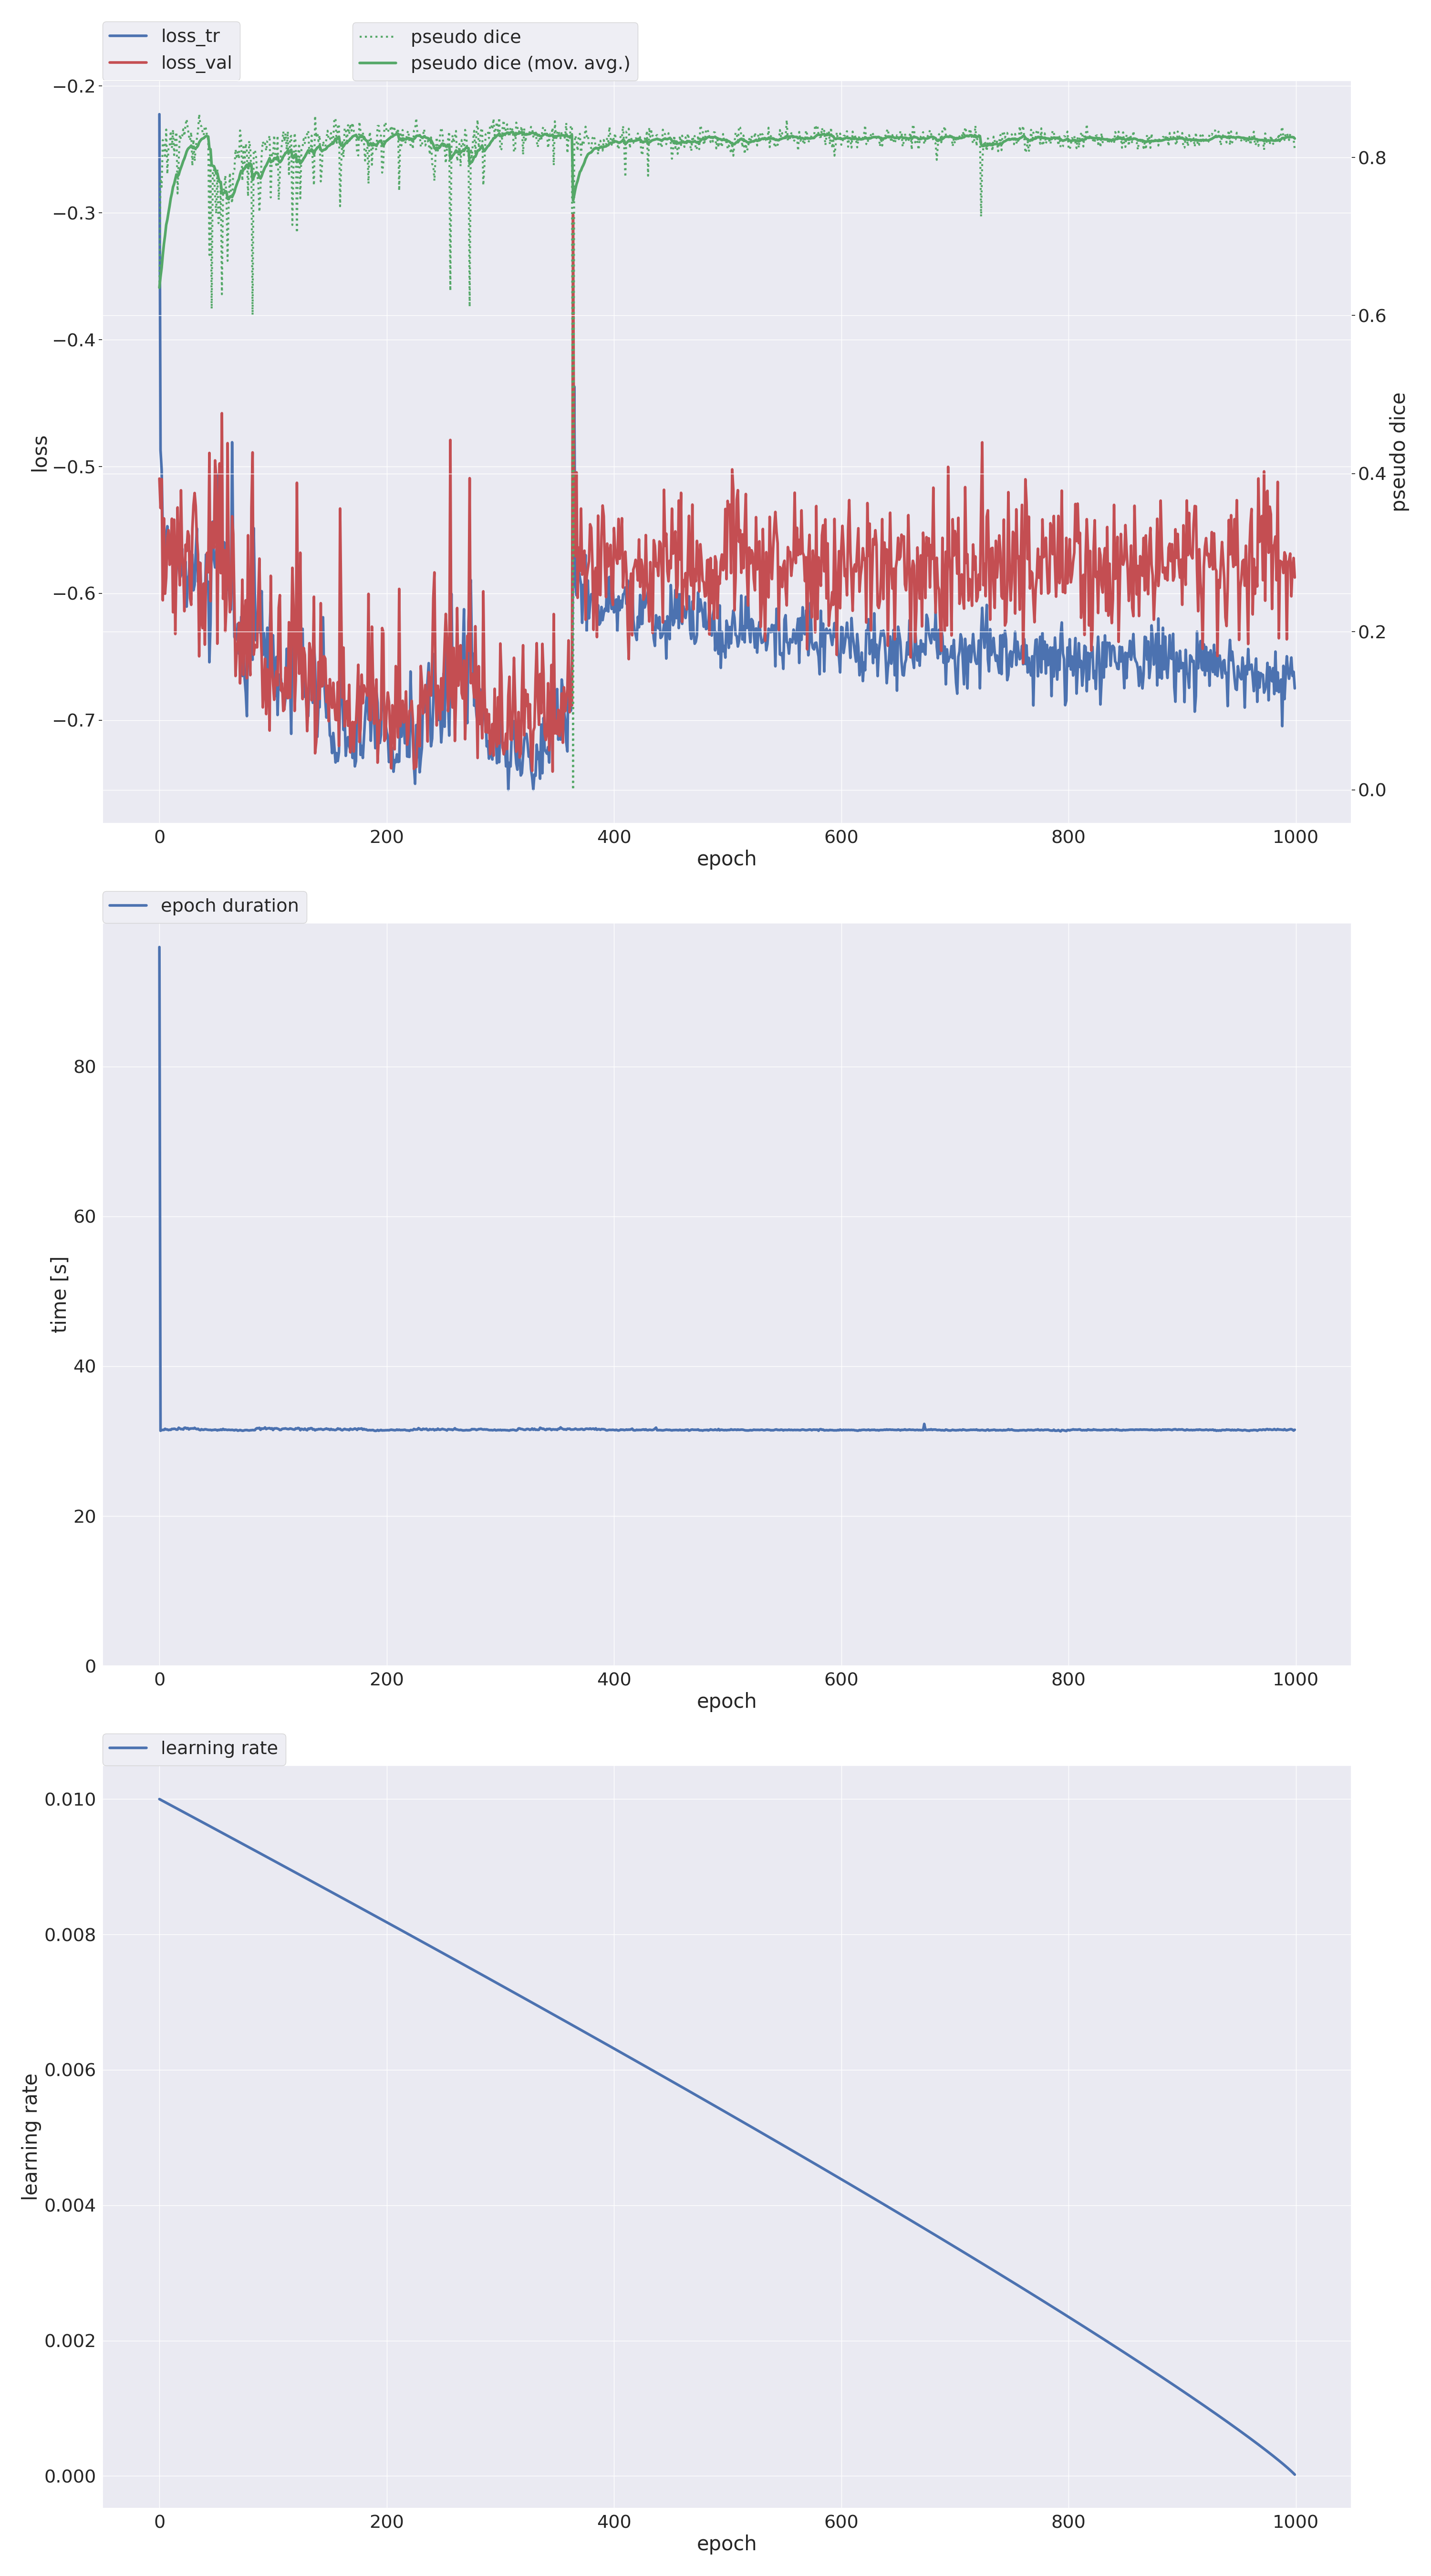 loss_tr
loss_val
pseudo dice
pseudo dice (mov. avg.)
−0.2
−0.3
−0.4
−0.5
−0.6
−0.7
loss
0.8
0.6
0.4
0.2
0.0
pseudo dice
0 200 400 600 800 1000
epoch
epoch duration
80
60
40
20
0
time [s]
0 200 400 600 800 1000
epoch
learning rate
0.010
0.008
0.006
0.004
0.002
0.000
learning rate
0 200 400 600 800 1000
epoch